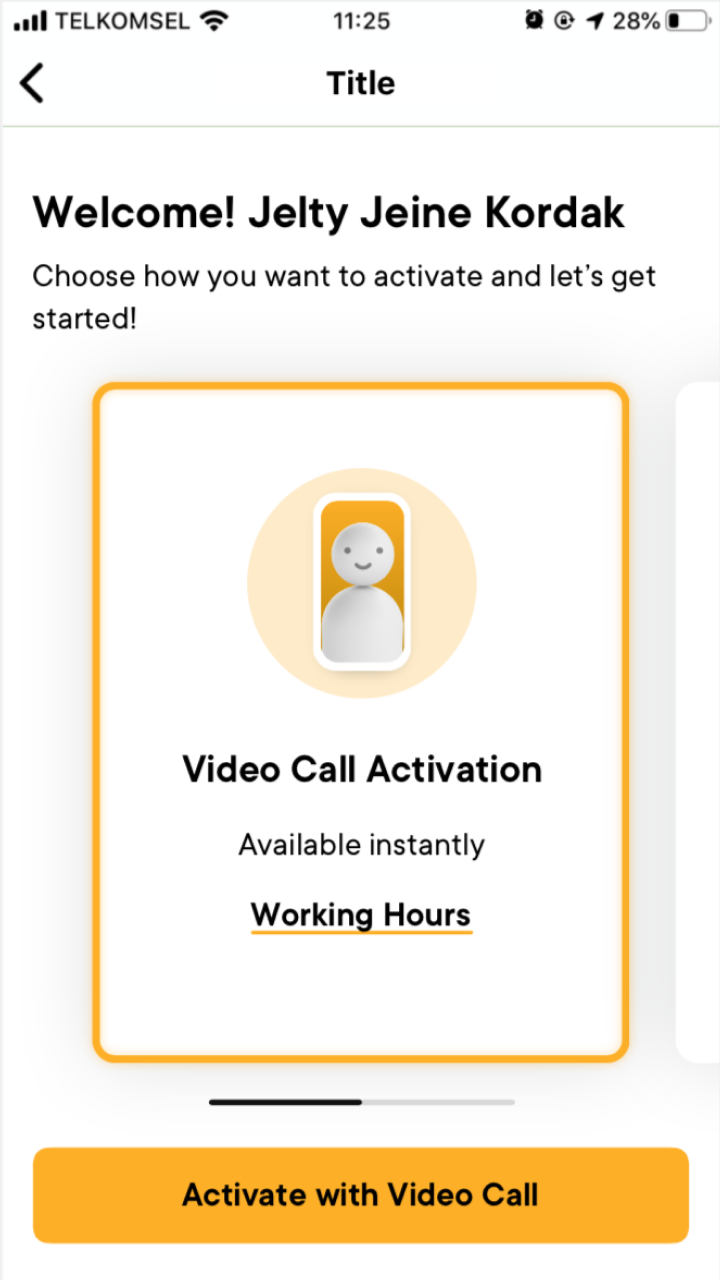 TELKOMSEL 11:25 28%
Title
Welcome! Jelty Jeine Kordak
Choose how you want to activate and let’s get
started!
Video Call Activation
Available instantly
Working Hours
Activate with Video Call